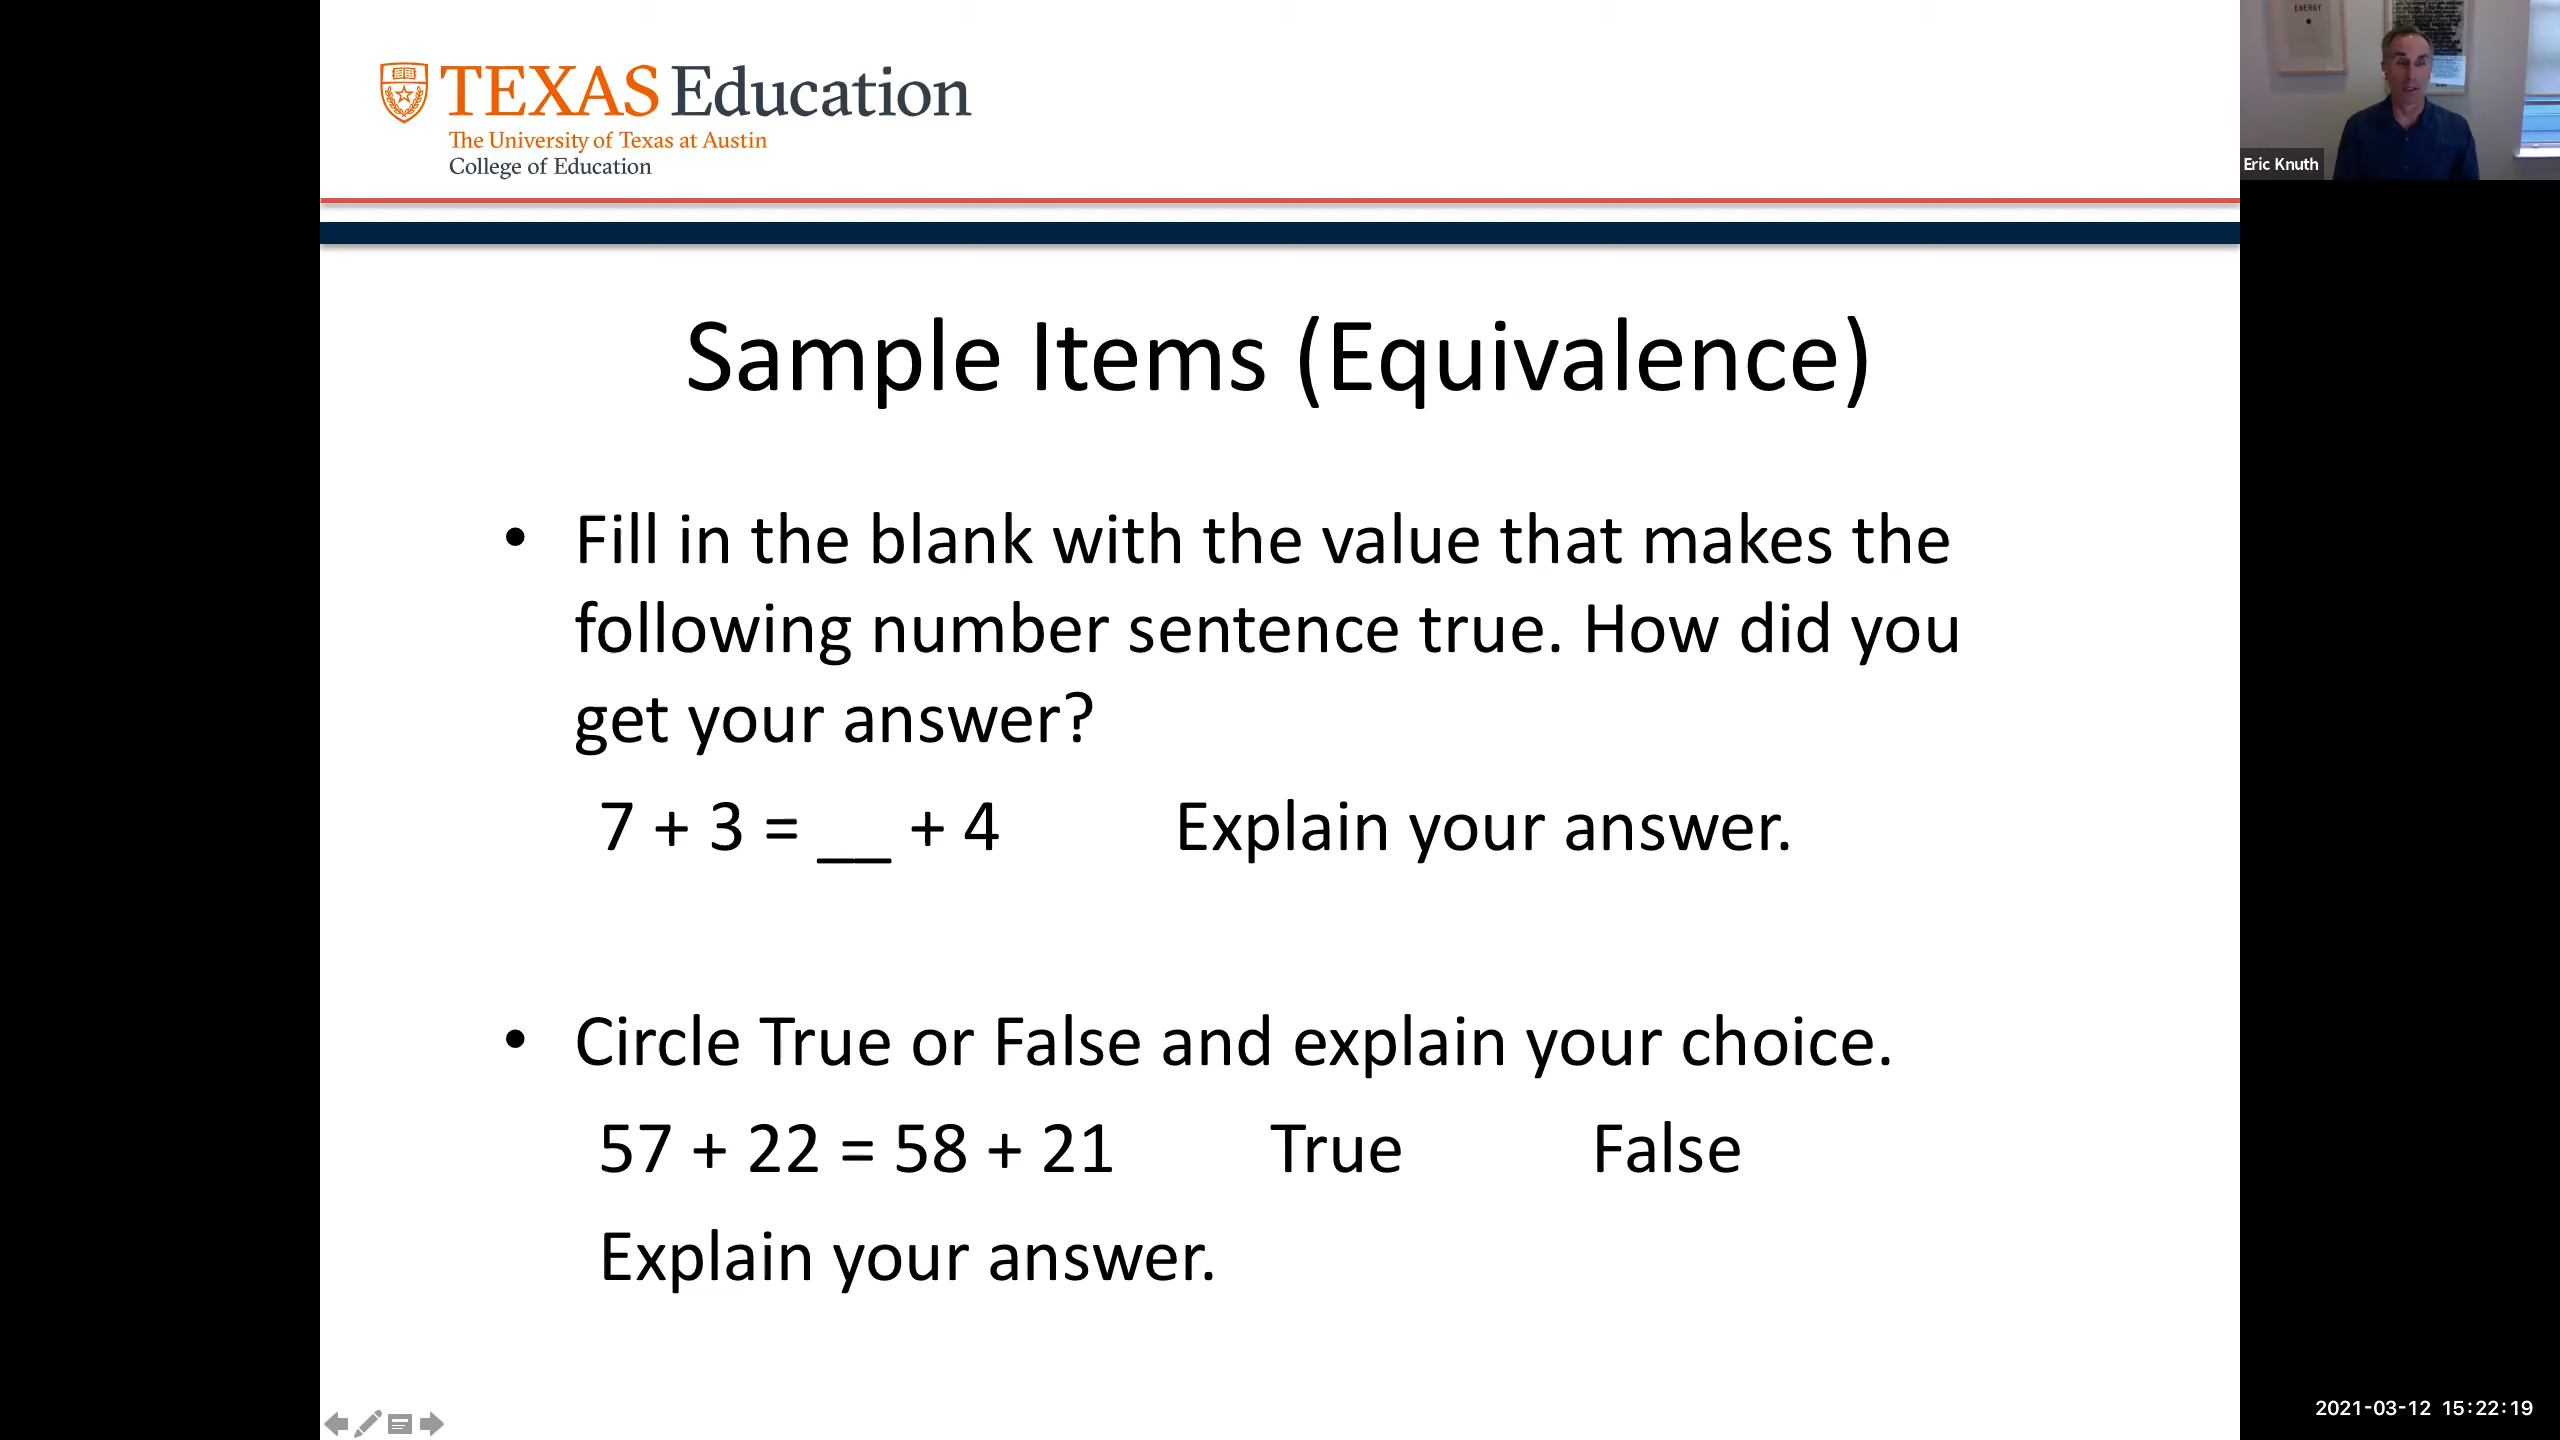 TEXAS Education
The University of Texas at Austin
College of Education
ENERGY
Eric Knuth
Sample Items (Equivalence)
• Fill in the blank with the value that makes the
following number sentence true. How did you
get your answer?
7 + 3 = __ + 4 Explain your answer.
• Circle True or False and explain your choice.
57 + 22 = 58 + 21 True False
Explain your answer.
2021-03-12 15:22:19